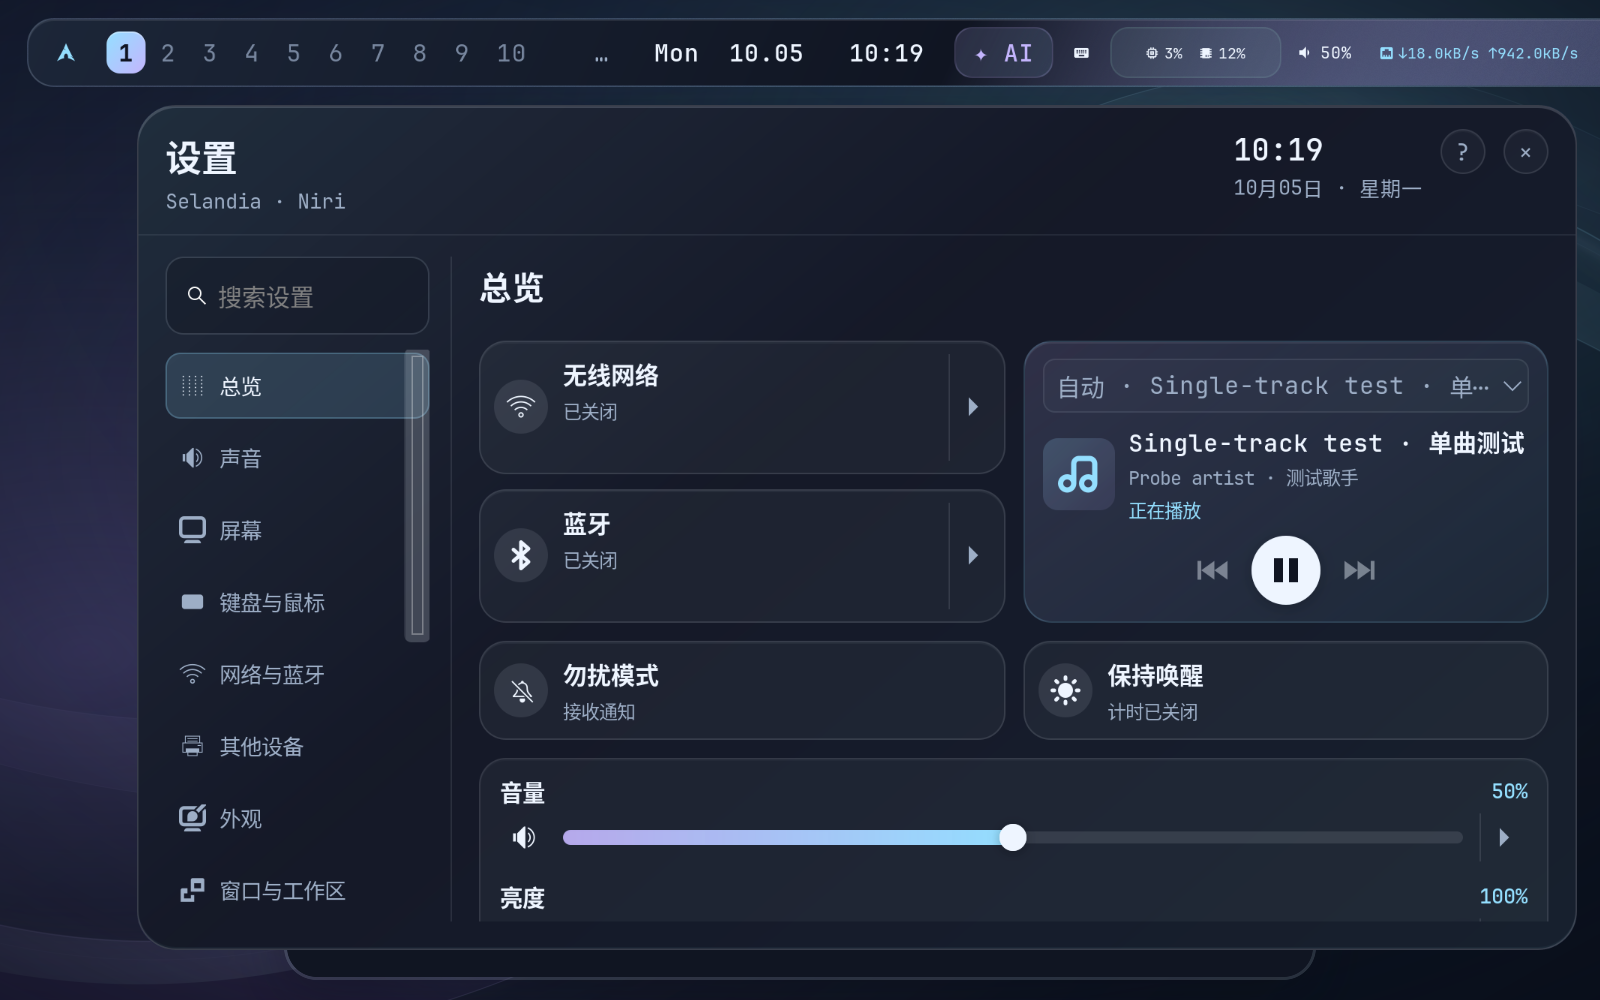 1 2 3 4 5 6 7 8 9 10 … Mon 10.05 10:19 ✦ AI 3% 12% 50% ↓18.0kB/s ↑942.0kB/s
设置
Selandia · Niri
10:19
10月05日 · 星期一
? ×
搜索设置
总览
声音
屏幕
键盘与鼠标
网络与蓝牙
其他设备
外观
窗口与工作区
总览
无线网络
已关闭
蓝牙
已关闭
自动 · Single-track test · 单…
Single-track test · 单曲测试
Probe artist · 测试歌手
正在播放
勿扰模式
接收通知
保持唤醒
计时已关闭
音量 50%
亮度 100%